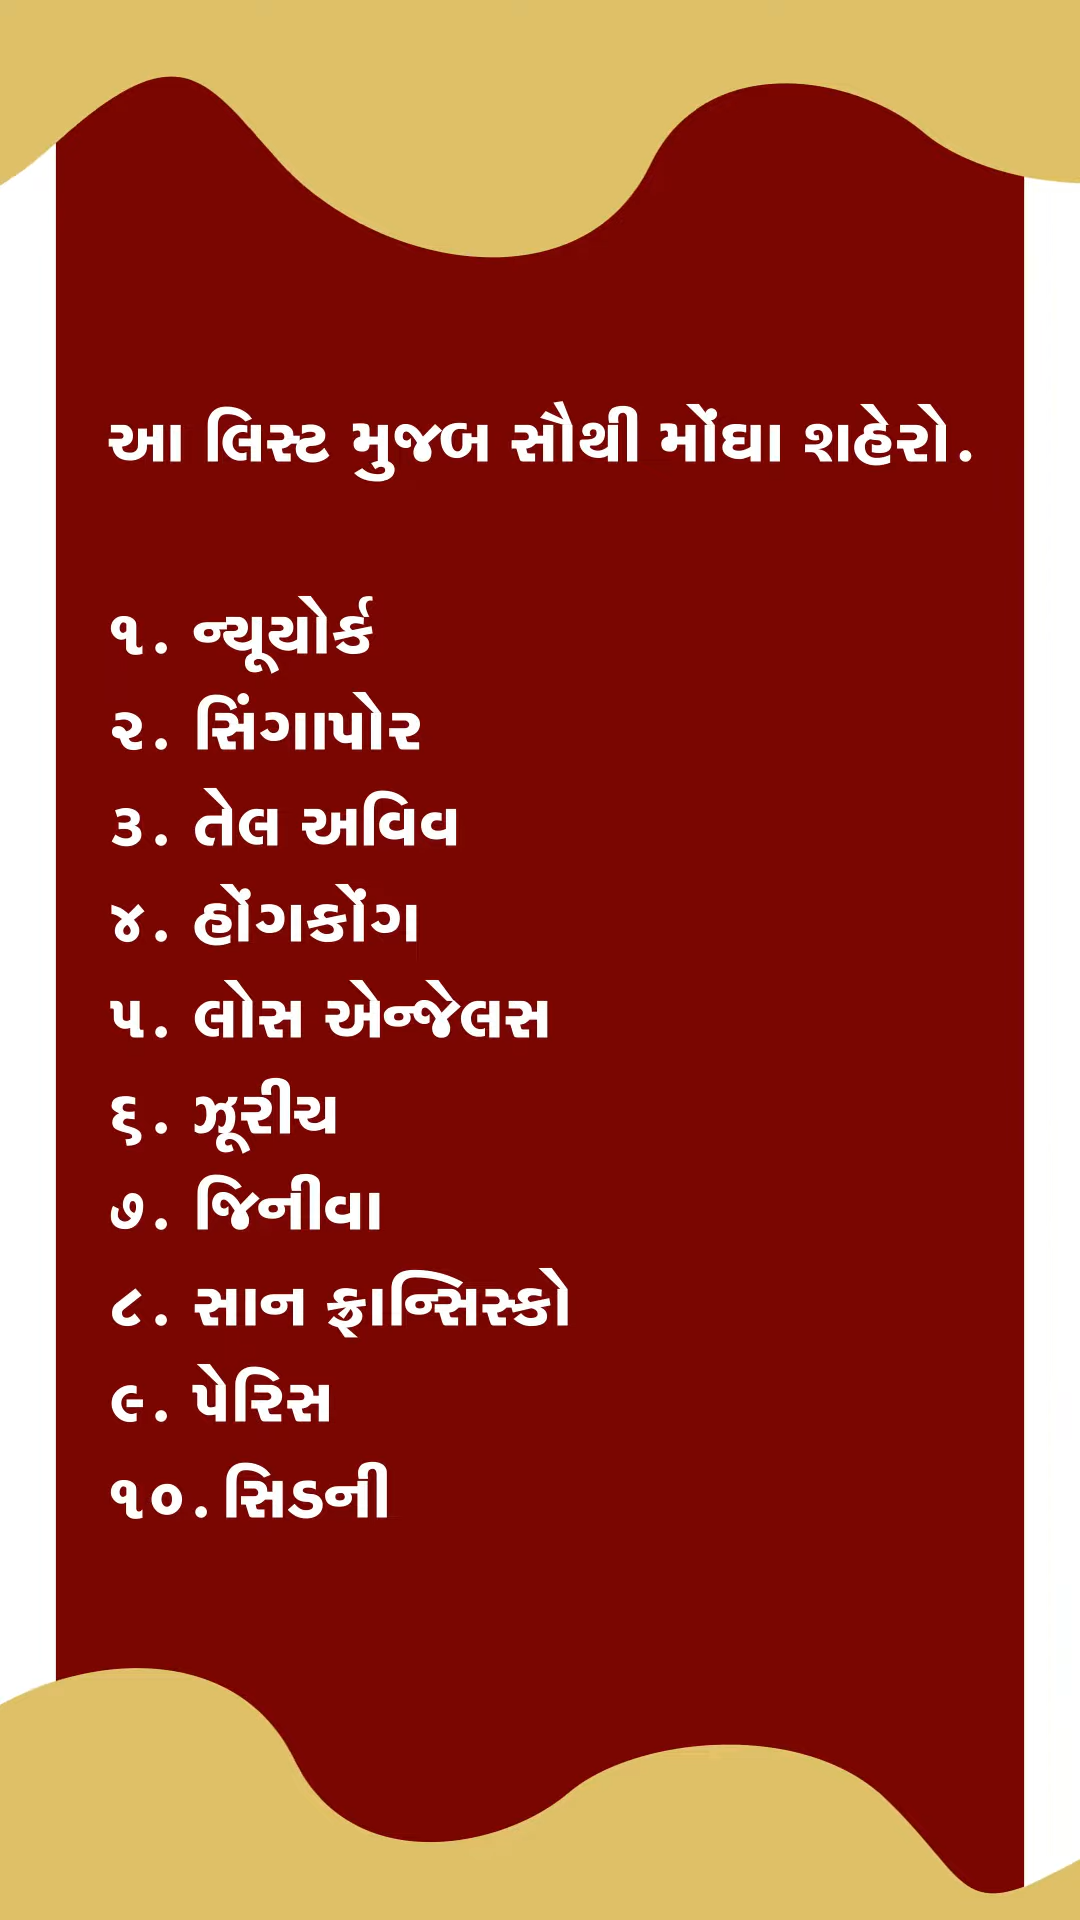 આ લિસ્ટ મુજબ સૌથી મોંઘા શહેરો.
૧. ન્યૂયોર્ક
૨. સિંગાપોર
૩. તેલ અવિવ
૪. હોંગકોંગ
૫. લોસ એન્જેલસ
૬. ઝૂરીચ
૭. જિનીવા
૮. સાન ફ્રાન્સિસ્કો
૯. પેરિસ
૧૦. સિડની